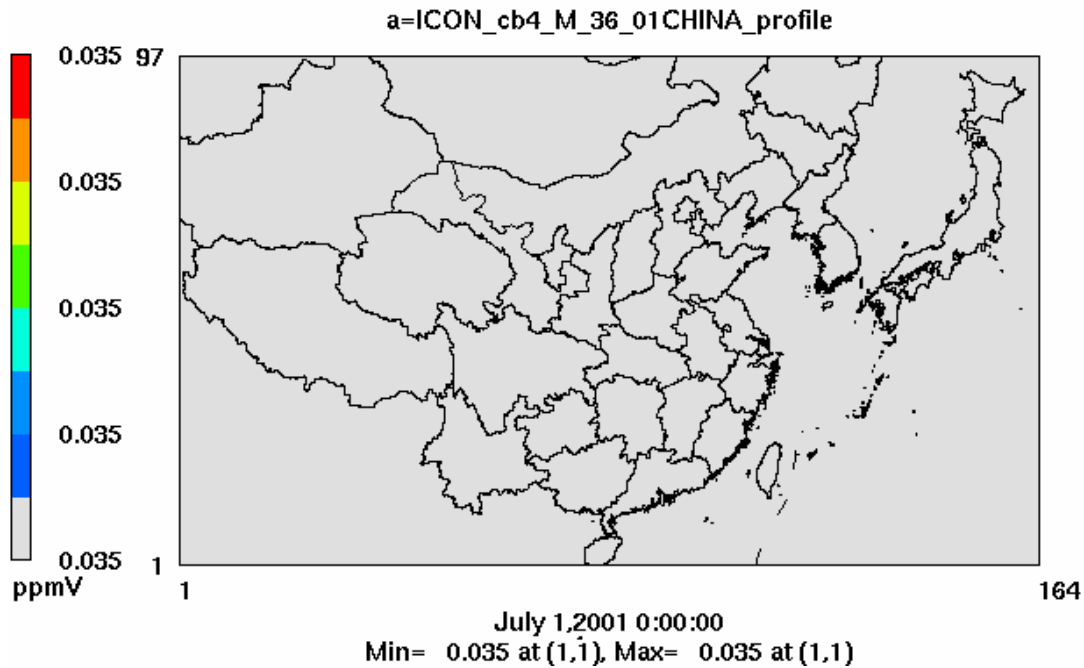 a=ICON_cb4_M_36_01CHINA_profile
0.035
97
0.035
0.035
0.035
0.035
1
ppmV
1
164
July 1,2001 0:00:00
Min= 0.035 at (1,1), Max= 0.035 at (1,1)